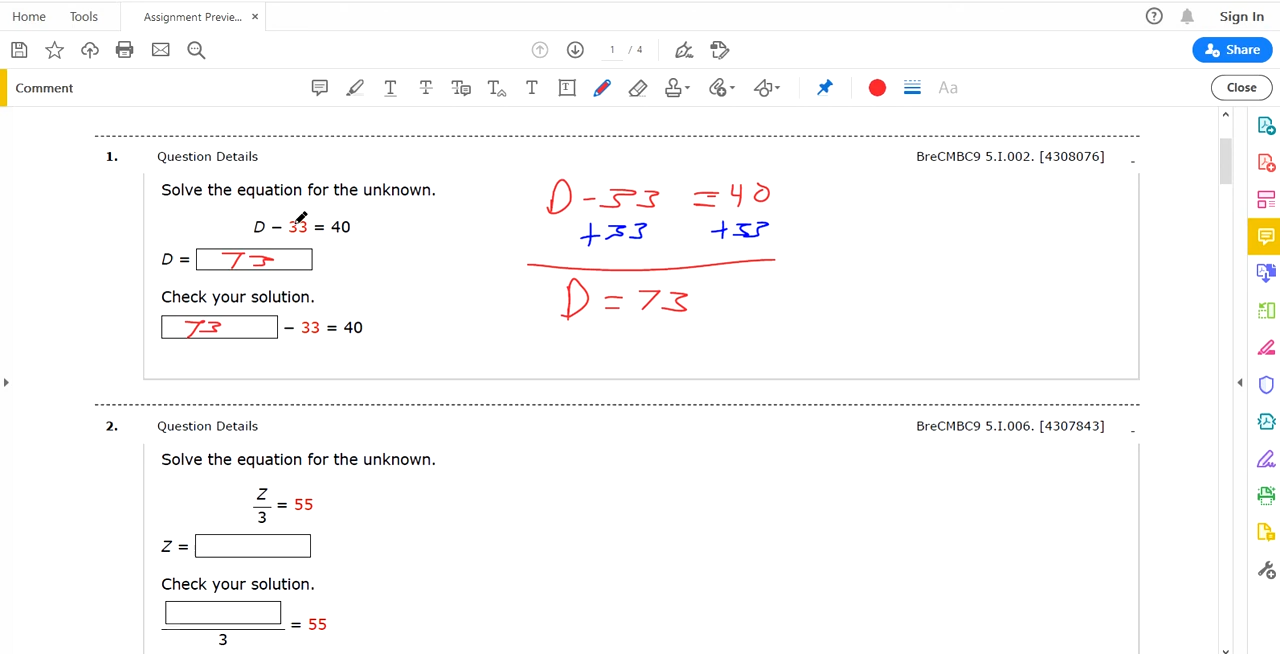 Home Tools Assignment Previe... × ? Sign In
1 / 4 Share
Comment T T T T T Aa Close
1. Question Details BreCMBC9 5.I.002. [4308076] -
Solve the equation for the unknown.
D - 33 = 40
+33 +33
D − 33 = 40
D = 73
D = 73
Check your solution.
73 − 33 = 40
2. Question Details BreCMBC9 5.I.006. [4307843] -
Solve the equation for the unknown.
Z
3
= 55
Z =
Check your solution.
= 55
3